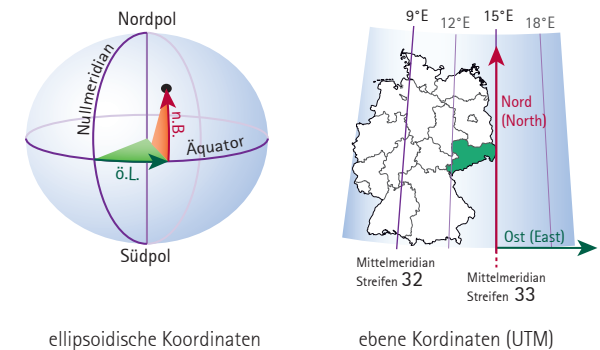 Nordpol
Nullmeridian
n.B.
Äquator
ö.L.
Südpol
ellipsoidische Koordinaten
9°E 12°E 15°E 18°E
Nord
(North)
Ost (East)
Mittelmeridian
Streifen 32
Mittelmeridian
Streifen 33
ebene Kordinaten (UTM)